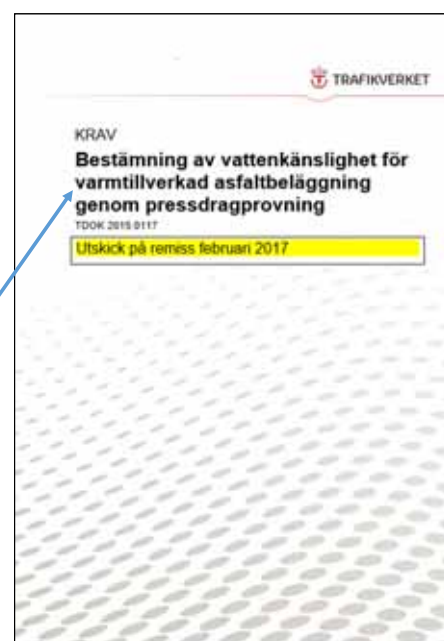 TRAFIKVERKET
KRAV
Bestämning av vattenkänslighet för
varmtillverkad asfaltbeläggning
genom pressdragprovning
TDOK 2015:0117
Utskick på remiss februari 2017